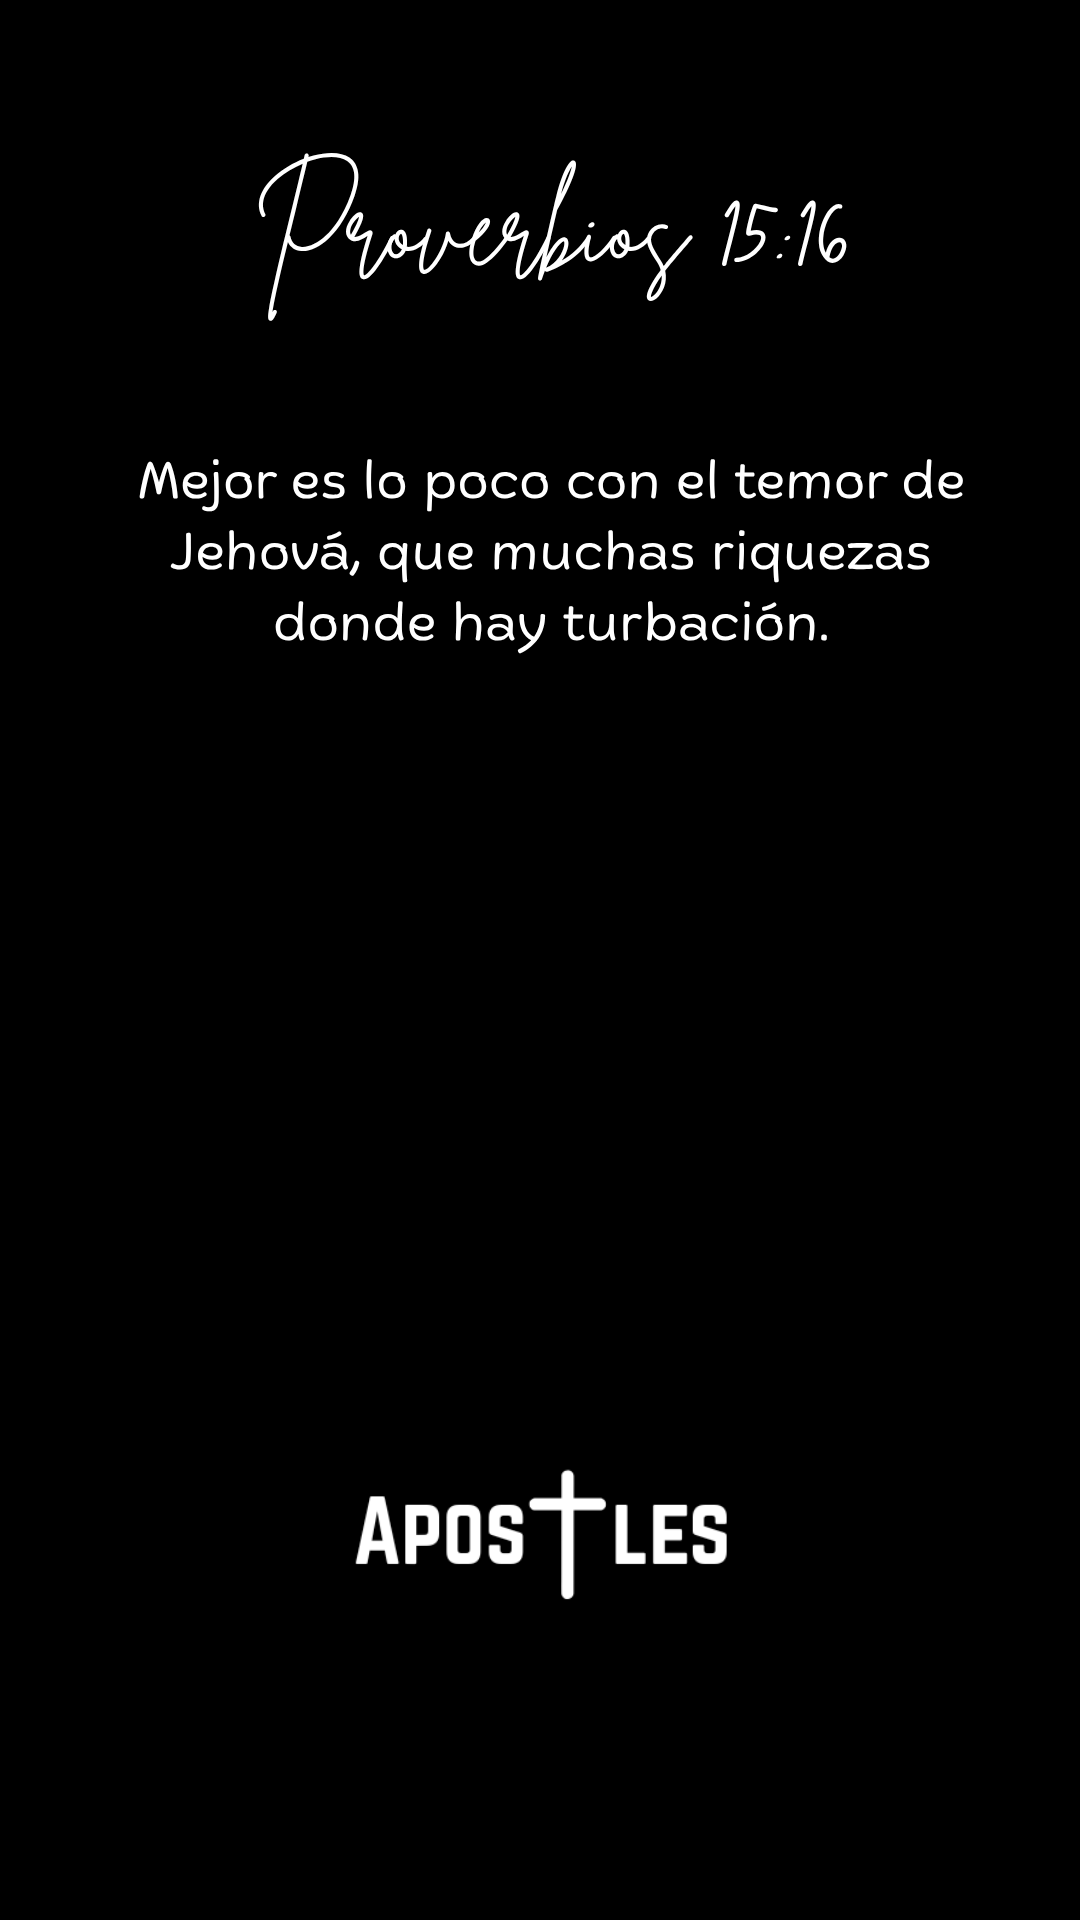 Proverbios 15:16
Mejor es lo poco con el temor de
Jehová, que muchas riquezas
donde hay turbación.
APOSTLES